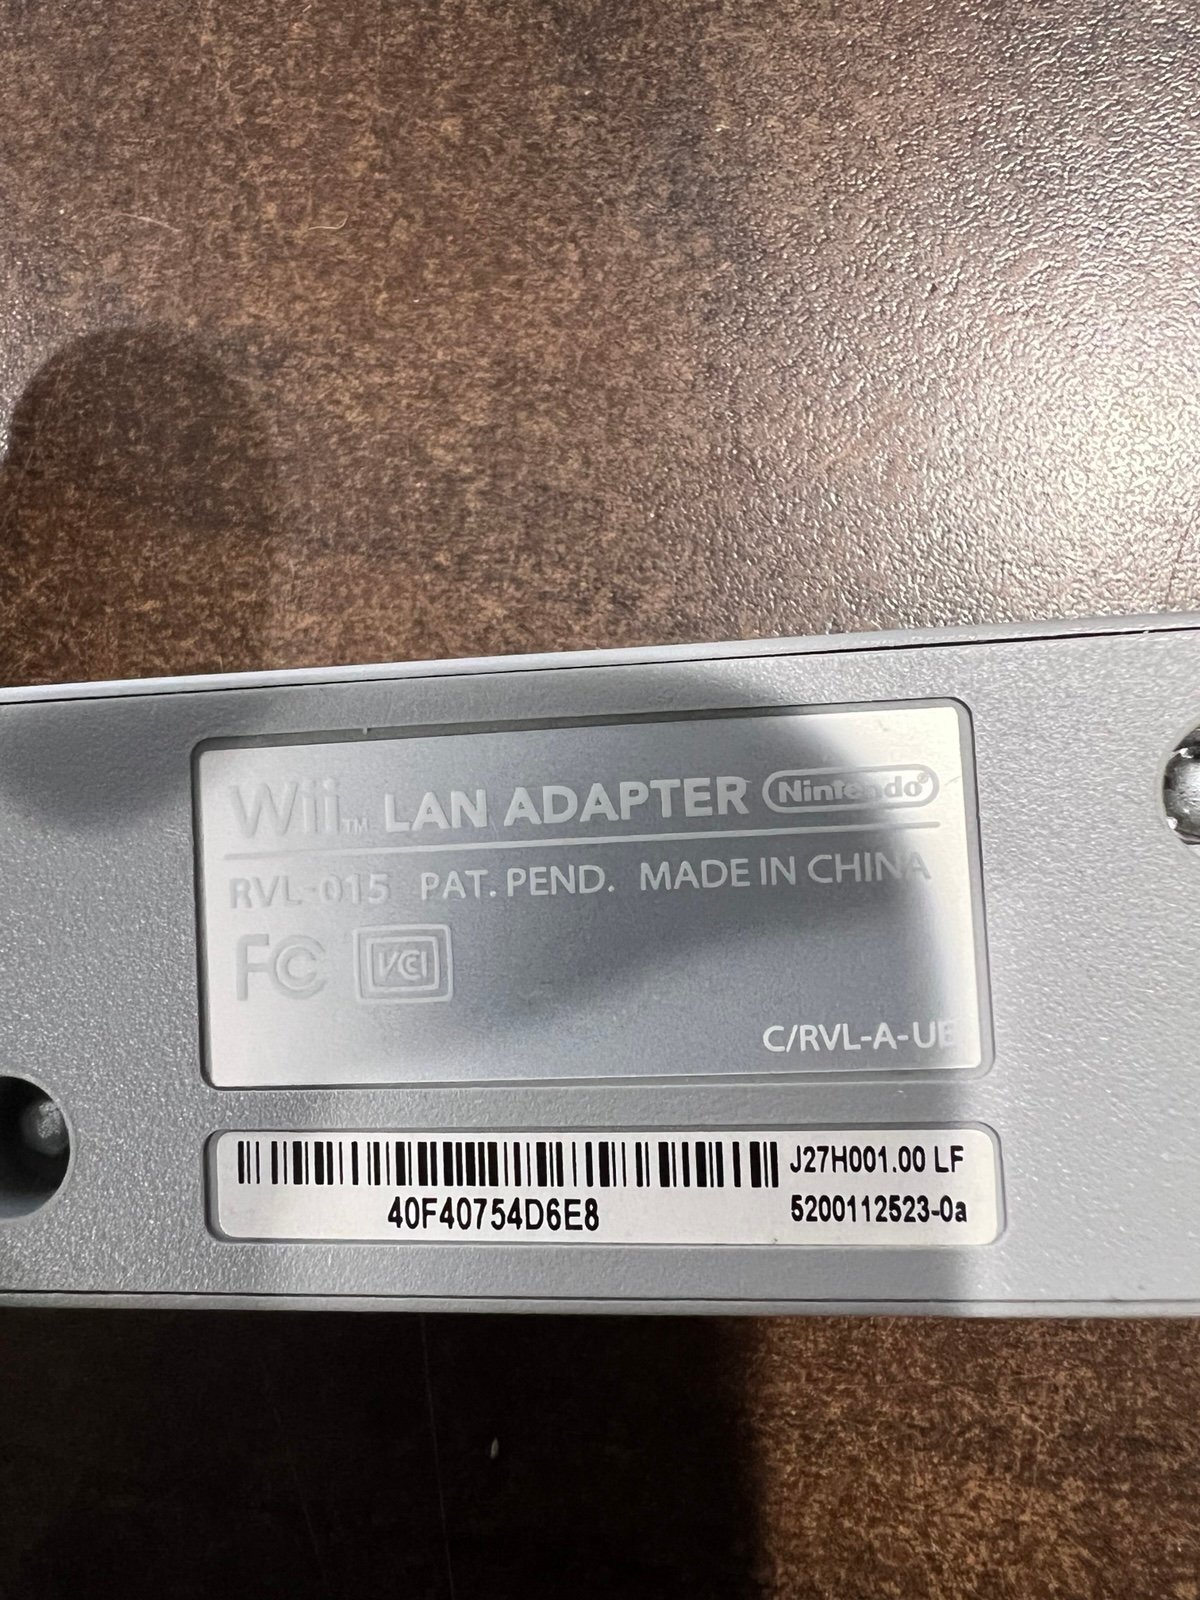 Wii™ LAN ADAPTER Nintendo®
RVL-015 PAT. PEND. MADE IN CHINA
FC VCI
C/RVL-A-UE
J27H001.00 LF
40F40754D6E8 5200112523-0a